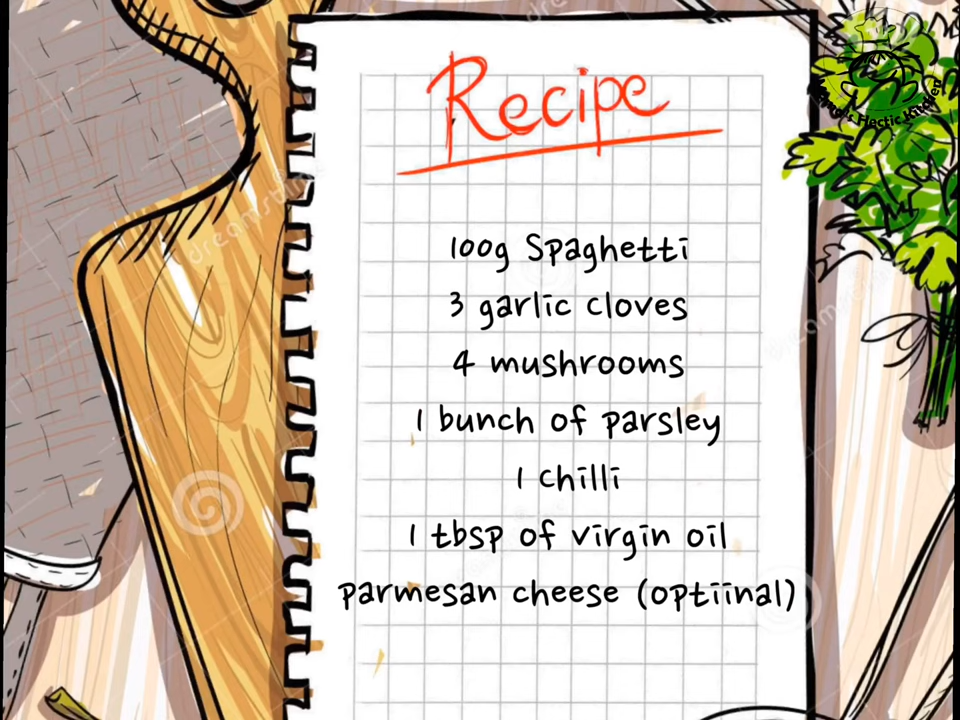 Recipe
100g Spaghetti
3 garlic cloves
4 mushrooms
1 bunch of parsley
1 chilli
1 tbsp of virgin oil
parmesan cheese (optiinal)
dreamstime